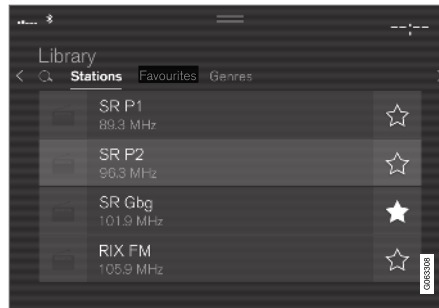 --:--
Library
Stations Favourites Genres
SR P1
89.3 MHz
SR P2
96.3 MHz
SR Gbg
101.9 MHz
RIX FM
105.9 MHz
G063308